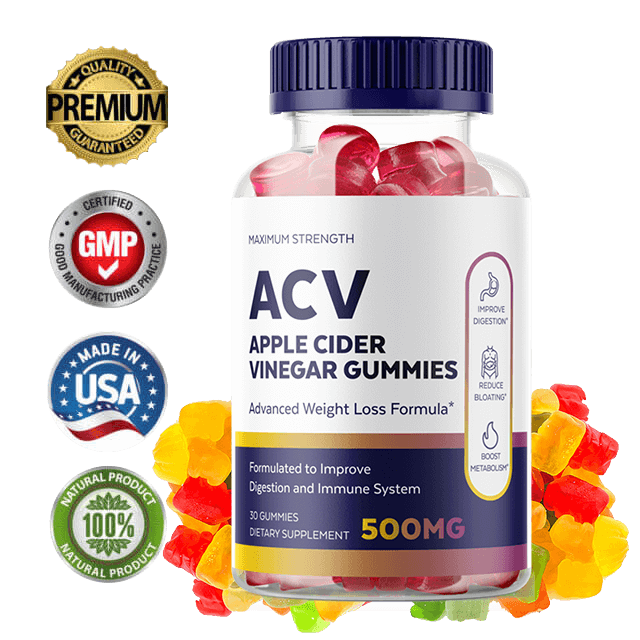 QUALITY
PREMIUM
GUARANTEED
CERTIFIED
GMP
GOOD MANUFACTURING PRACTICE
MADE IN
USA
NATURAL PRODUCT
100%
NATURAL PRODUCT
MAXIMUM STRENGTH
ACV
APPLE CIDER
VINEGAR GUMMIES
Advanced Weight Loss Formula*
IMPROVE
DIGESTION*
REDUCE
BLOATING*
BOOST
METABOLISM*
Formulated to Improve
Digestion and Immune System
30 GUMMIES
DIETARY SUPPLEMENT
500MG